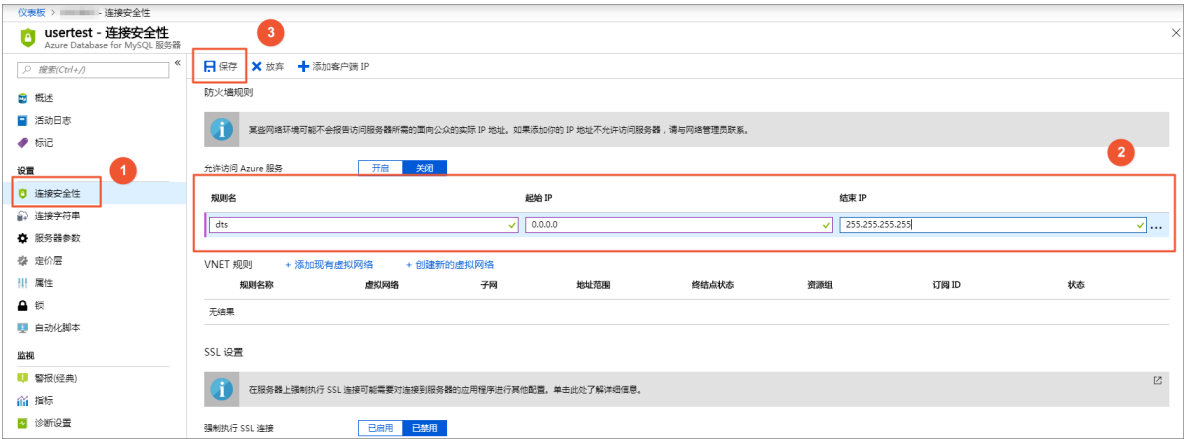 仪表板 > - 连接安全性
usertest - 连接安全性
Azure Database for MySQL 服务器
3
搜索(Ctrl+/)
保存 放弃 添加客户端 IP
概述
活动日志
标记
设置
1
连接安全性
连接字符串
服务器参数
定价层
属性
锁
自动化脚本
监视
警报(经典)
指标
诊断设置
防火墙规则
某些网络环境可能不会报告访问服务器所需的面向公众的实际 IP 地址。如果添加你的 IP 地址不允许访问服务器，请与网络管理员联系。
允许访问 Azure 服务 开启 关闭
2
规则名 起始 IP 结束 IP
dts 0.0.0.0 255.255.255.255 ...
VNET 规则 + 添加现有虚拟网络 + 创建新的虚拟网络
规则名称 虚拟网络 子网 地址范围 终结点状态 资源组 订阅 ID 状态
无结果
SSL 设置
在服务器上强制执行 SSL 连接可能需要对连接到服务器的应用程序进行其他配置。单击此处了解详细信息。
强制执行 SSL 连接 已启用 已禁用